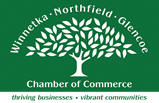 Winnetka · Northfield · Glencoe
Chamber of Commerce
thriving businesses • vibrant communities